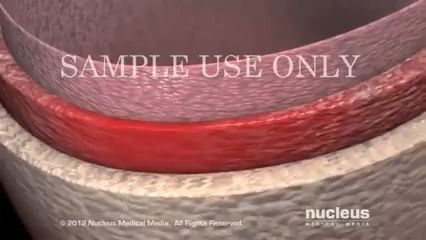 SAMPLE USE ONLY
© 2012 Nucleus Medical Media. All Rights Reserved.
nucleus
MEDICAL MEDIA